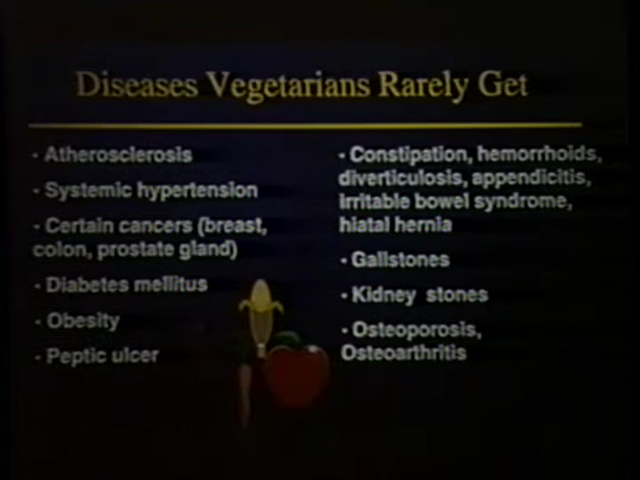 Diseases Vegetarians Rarely Get
- Atherosclerosis
- Systemic hypertension
- Certain cancers (breast,
colon, prostate gland)
- Diabetes mellitus
- Obesity
- Peptic ulcer
- Constipation, hemorrhoids,
diverticulosis, appendicitis,
irritable bowel syndrome,
hiatal hernia
- Gallstones
- Kidney stones
- Osteoporosis,
Osteoarthritis